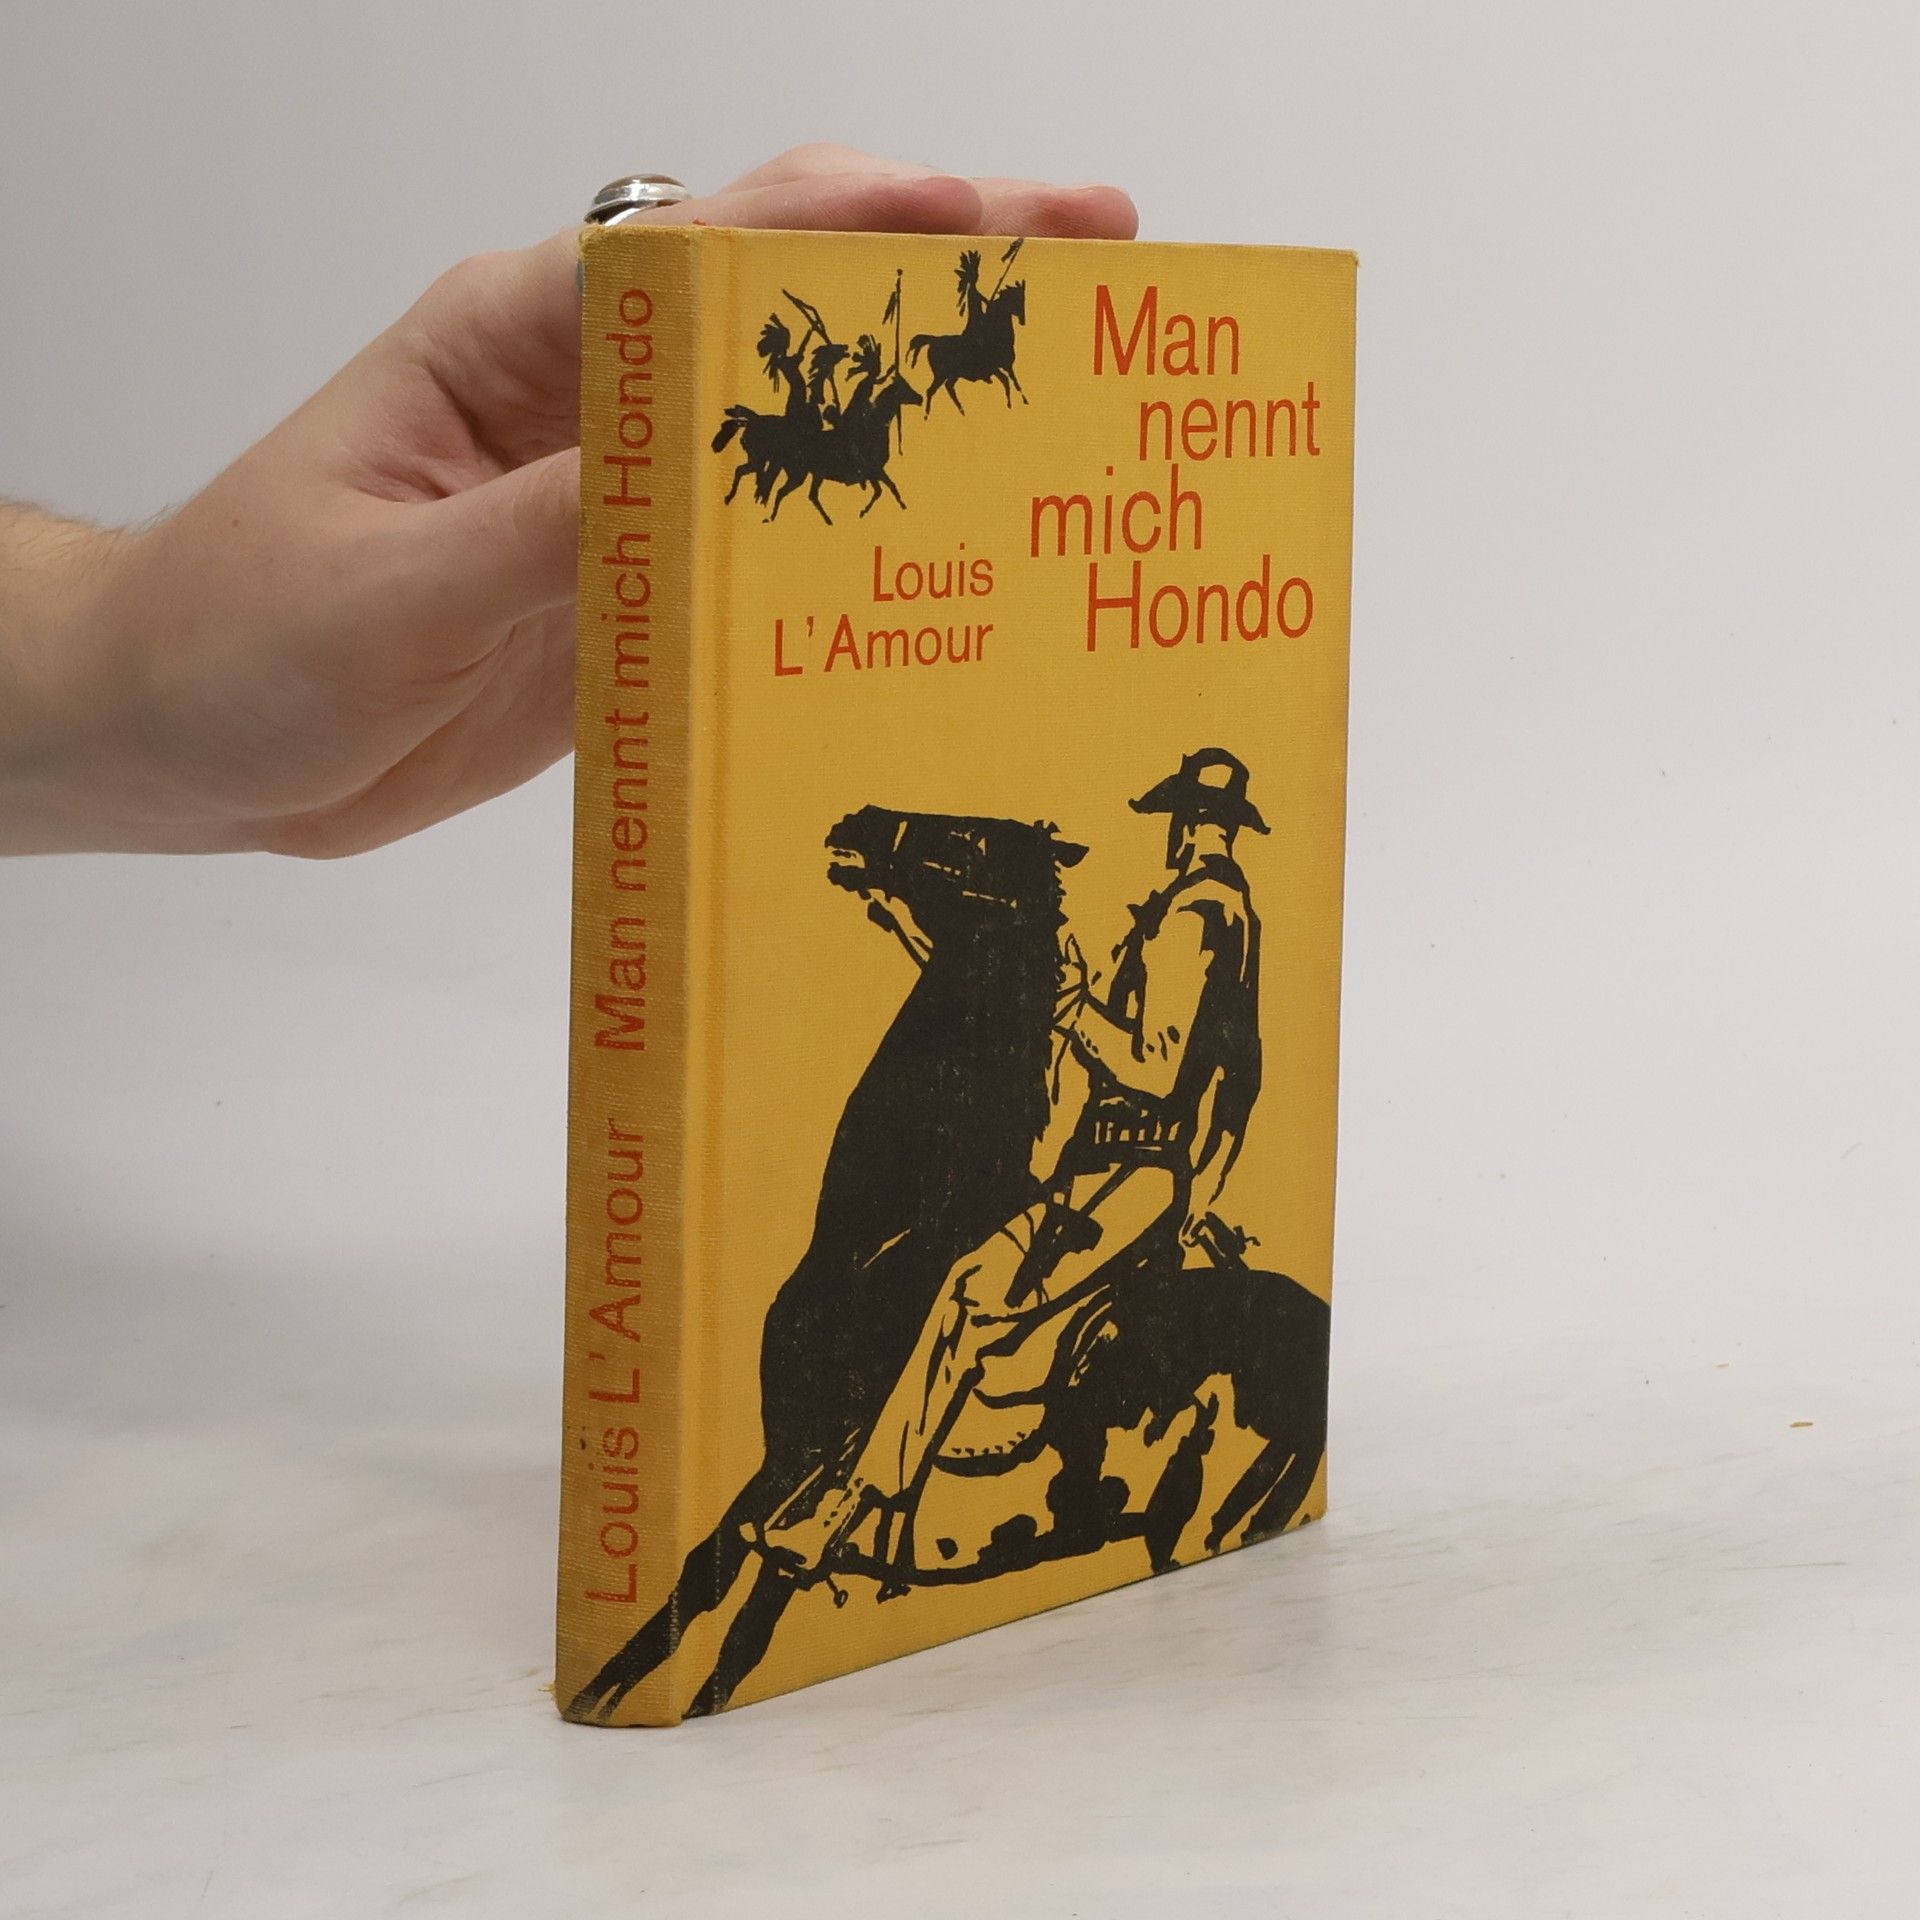 Louis L'Amour Man nennt mich Hondo
Man
nennt
mich
Hondo
Louis
L'Amour